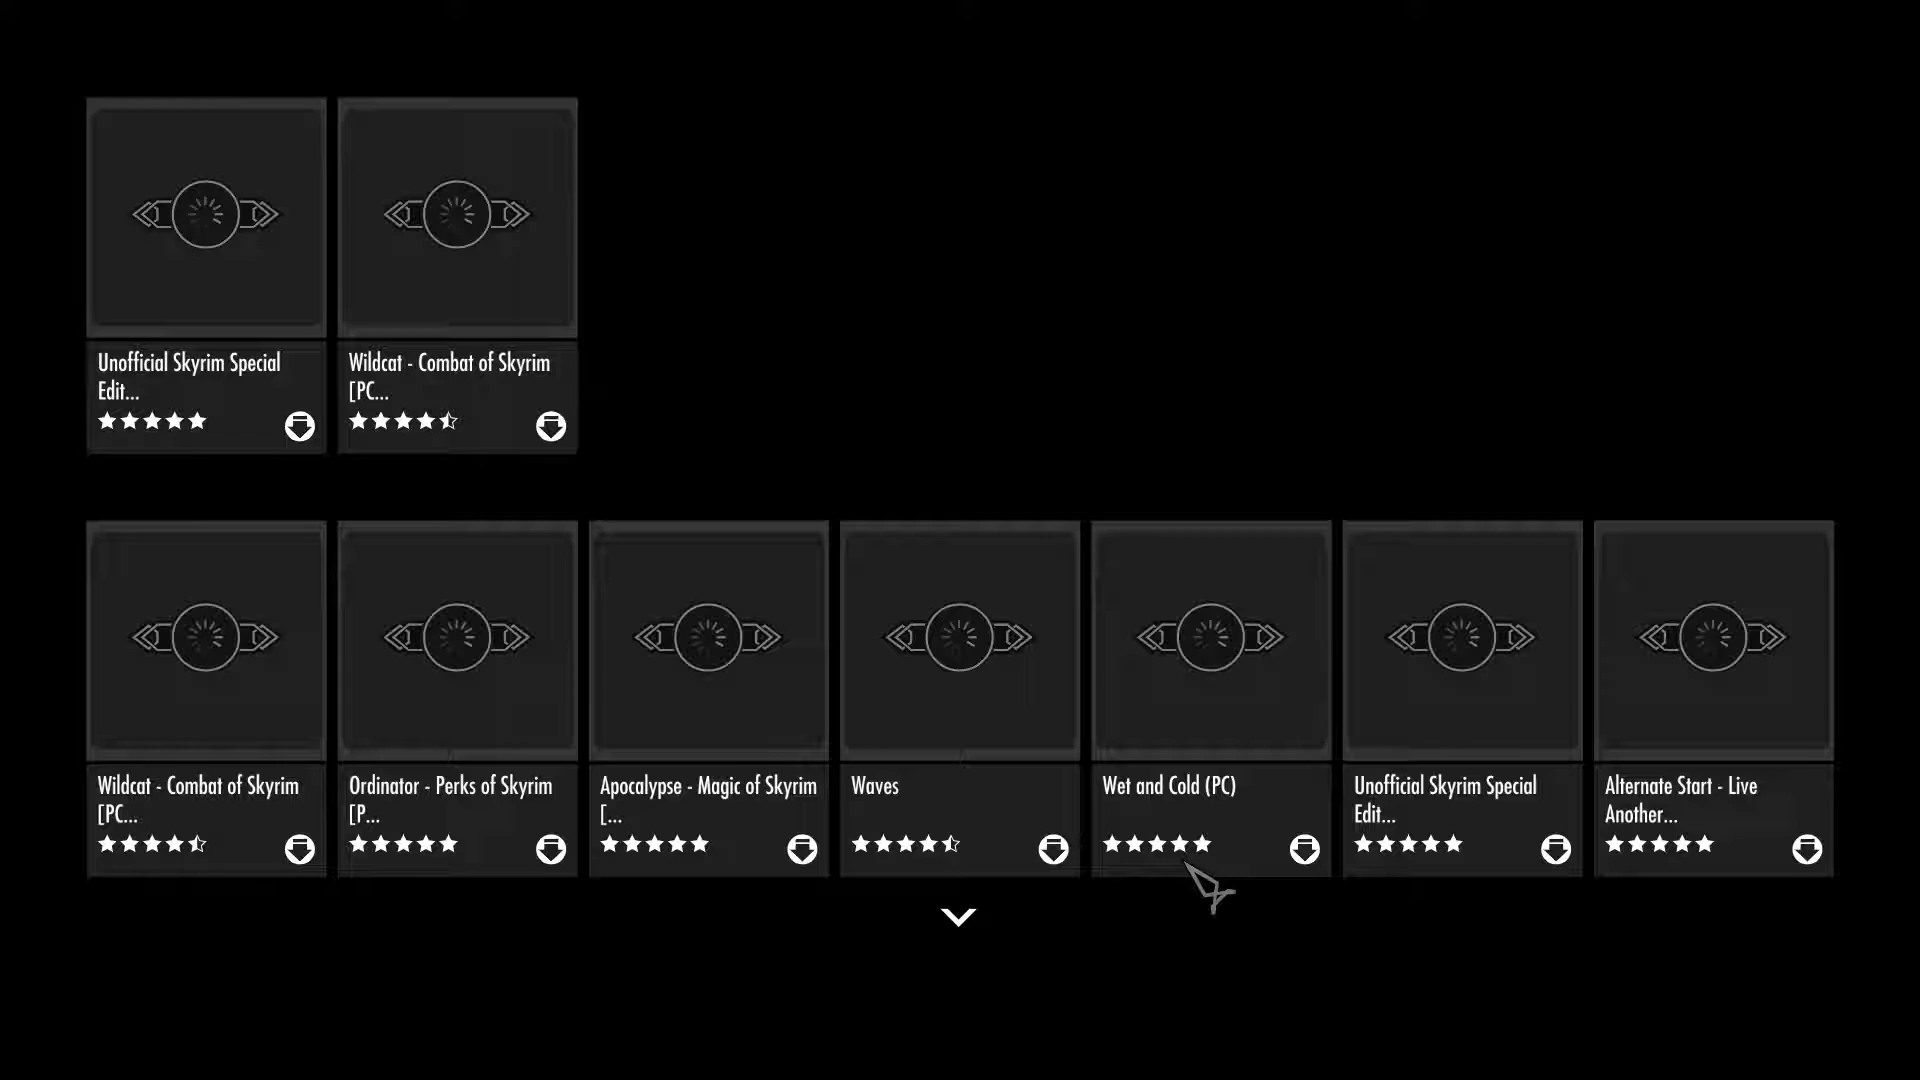 Unofficial Skyrim Special
Edit...
Wildcat - Combat of Skyrim
[PC...
Wildcat - Combat of Skyrim
[PC...
Ordinator - Perks of Skyrim
[P...
Apocalypse - Magic of Skyrim
[...
Waves
Wet and Cold (PC)
Unofficial Skyrim Special
Edit...
Alternate Start - Live
Another...